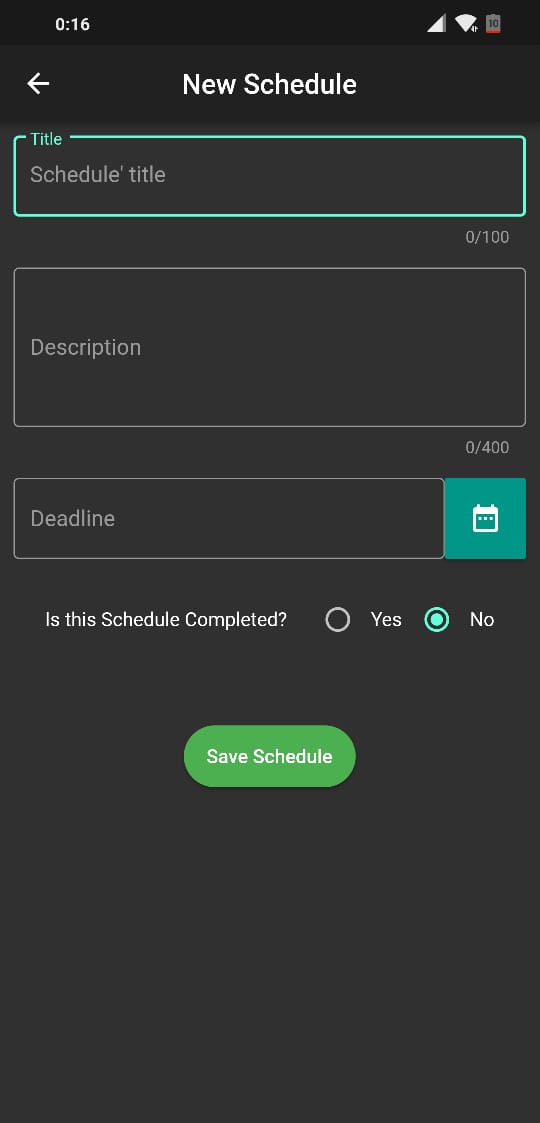 0:16
10
New Schedule
Title
Schedule' title
0/100
Description
0/400
Deadline
Is this Schedule Completed? Yes No
Save Schedule